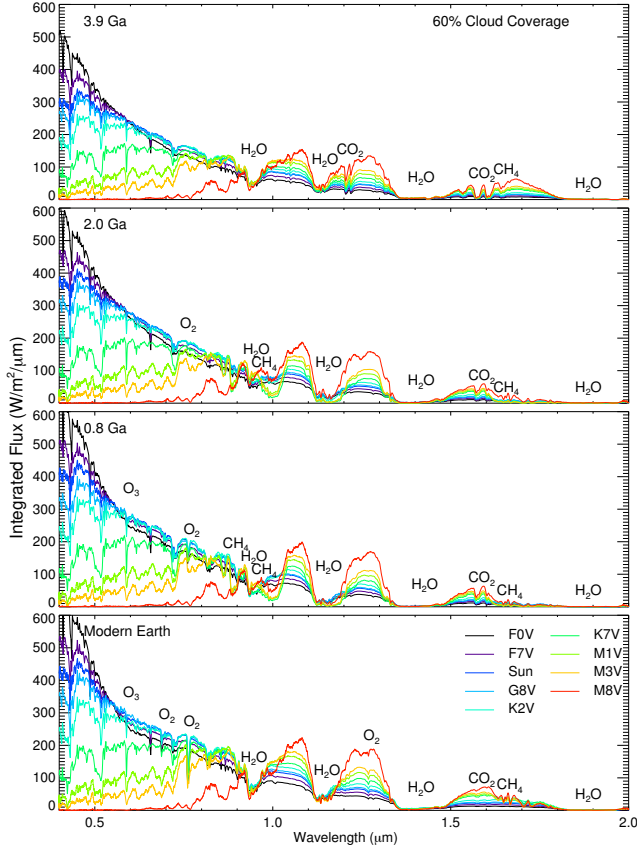 600
3.9 Ga
60% Cloud Coverage
500
400
300
200
H₂O
H₂O
CO₂
100
H₂O
CO₂
CH₄
H₂O
0
600
2.0 Ga
500
400
300
O₂
200
H₂O
CH₄
H₂O
100
H₂O
CO₂
CH₄
H₂O
0
Integrated Flux (W/m²/μm)
600
0.8 Ga
500
400
O₃
300
O₂
200
CH₄
H₂O
CH₄
H₂O
100
H₂O
CO₂
CH₄
H₂O
0
600
Modern Earth
500
F0V
K7V
F7V
M1V
400
Sun
M3V
G8V
M8V
K2V
O₃
300
O₂
O₂
O₂
200
H₂O
H₂O
100
H₂O
CO₂
CH₄
H₂O
0
0.5
1.0
1.5
2.0
Wavelength (μm)